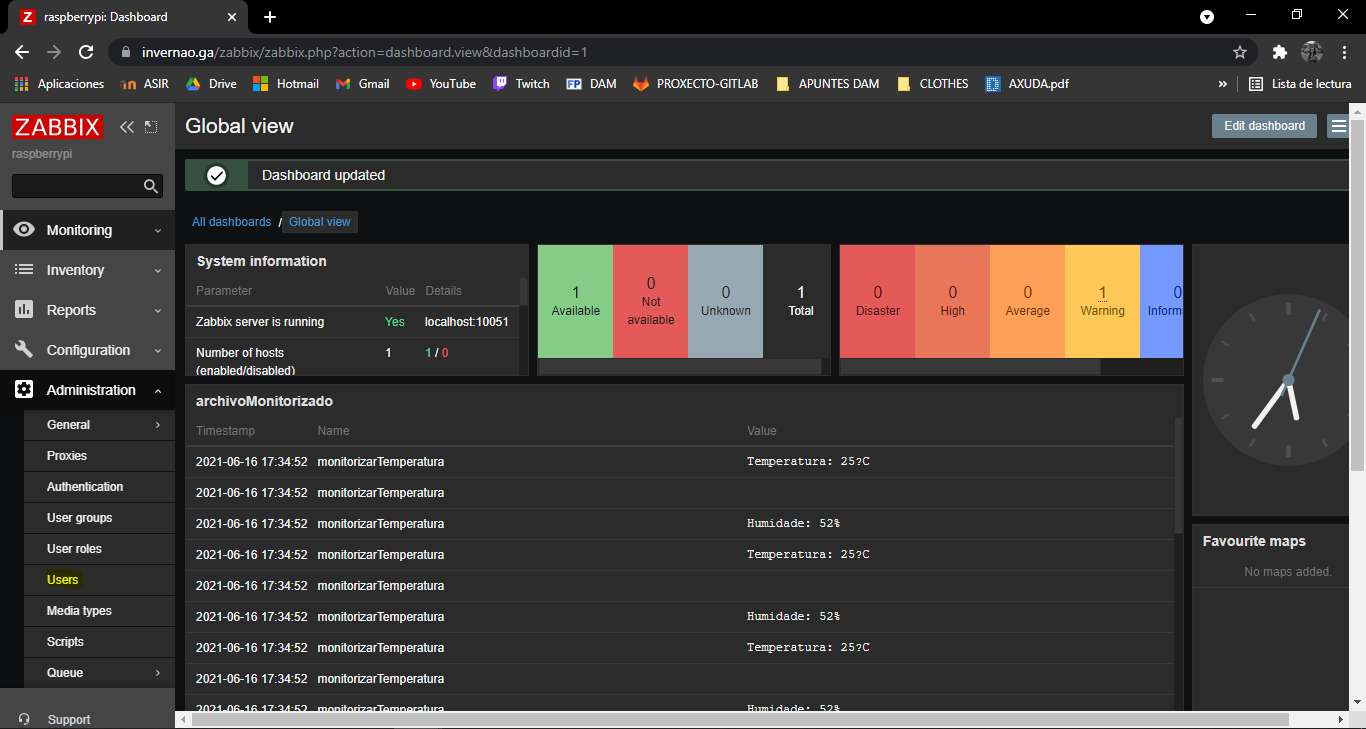 raspberrypi: Dashboard
invernao.ga/zabbix/zabbix.php?action=dashboard.view&dashboardid=1
Aplicaciones ASIR Drive Hotmail Gmail YouTube Twitch FP DAM PROXECTO-GITLAB APUNTES DAM CLOTHES AXUDA.pdf » Lista de lectura
ZABBIX
raspberrypi
Monitoring
Inventory
Reports
Configuration
Administration
General
Proxies
Authentication
User groups
User roles
Users
Media types
Scripts
Queue
Support
Global view
Edit dashboard
Dashboard updated
All dashboards / Global view
System information
Parameter Value Details
Zabbix server is running Yes localhost:10051
Number of hosts 1 1 / 0
(enabled/disabled)
1
Available
0
Not
available
0
Unknown
1
Total
0
Disaster
0
High
0
Average
1
Warning
0
Inform
archivoMonitorizado
Timestamp Name Value
2021-06-16 17:34:52 monitorizarTemperatura Temperatura: 25?C
2021-06-16 17:34:52 monitorizarTemperatura
2021-06-16 17:34:52 monitorizarTemperatura Humidade: 52%
2021-06-16 17:34:52 monitorizarTemperatura Temperatura: 25?C
2021-06-16 17:34:52 monitorizarTemperatura
2021-06-16 17:34:52 monitorizarTemperatura Humidade: 52%
2021-06-16 17:34:52 monitorizarTemperatura Temperatura: 25?C
2021-06-16 17:34:52 monitorizarTemperatura
2021-06-16 17:34:52 monitorizarTemperatura Humidade: 52%
Favourite maps
No maps added.